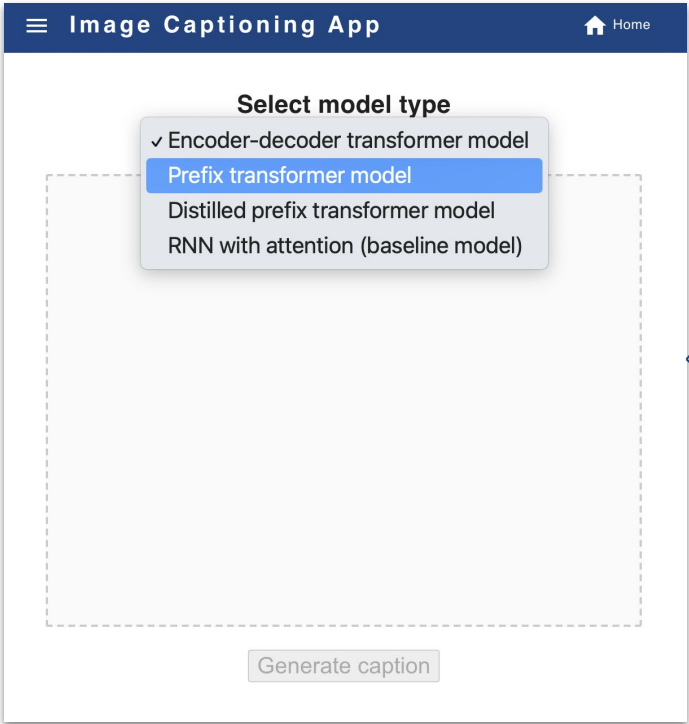 Image Captioning App
Home
Select model type
✓ Encoder-decoder transformer model
Prefix transformer model
Distilled prefix transformer model
RNN with attention (baseline model)
Generate caption